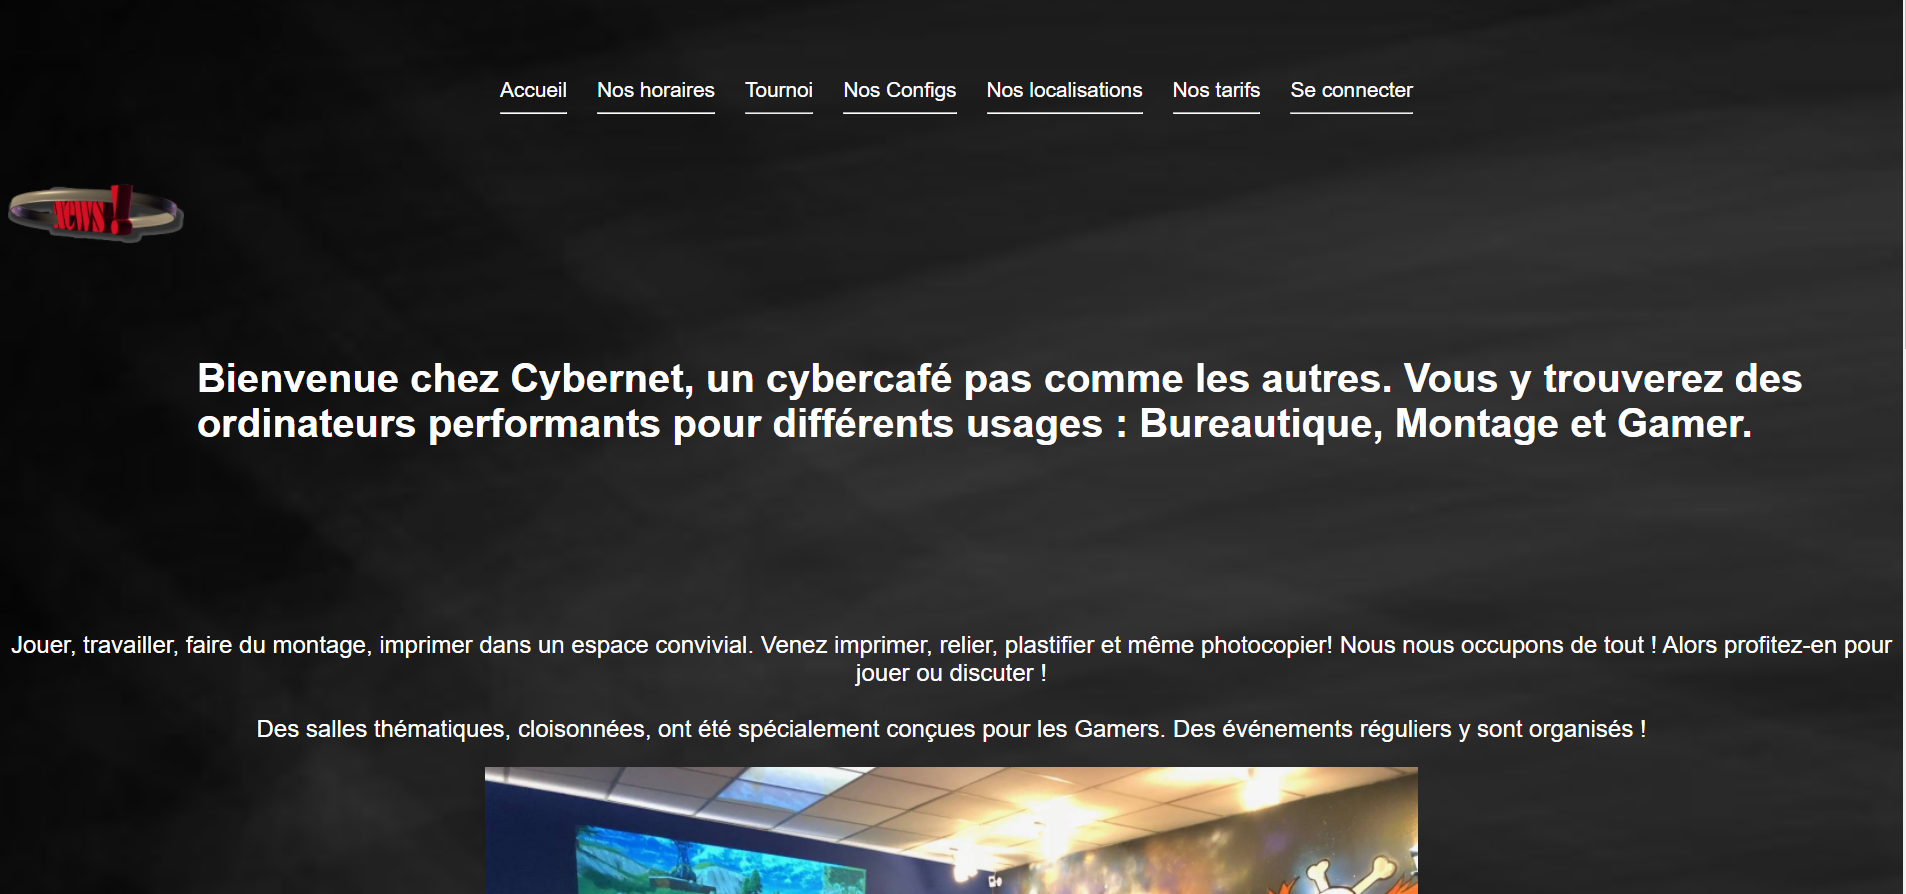 Accueil Nos horaires Tournoi Nos Configs Nos localisations Nos tarifs Se connecter
news!
Bienvenue chez Cybernet, un cybercafé pas comme les autres. Vous y trouverez des
ordinateurs performants pour différents usages : Bureautique, Montage et Gamer.
Jouer, travailler, faire du montage, imprimer dans un espace convivial. Venez imprimer, relier, plastifier et même photocopier! Nous nous occupons de tout ! Alors profitez-en pour
jouer ou discuter !
Des salles thématiques, cloisonnées, ont été spécialement conçues pour les Gamers. Des événements réguliers y sont organisés !